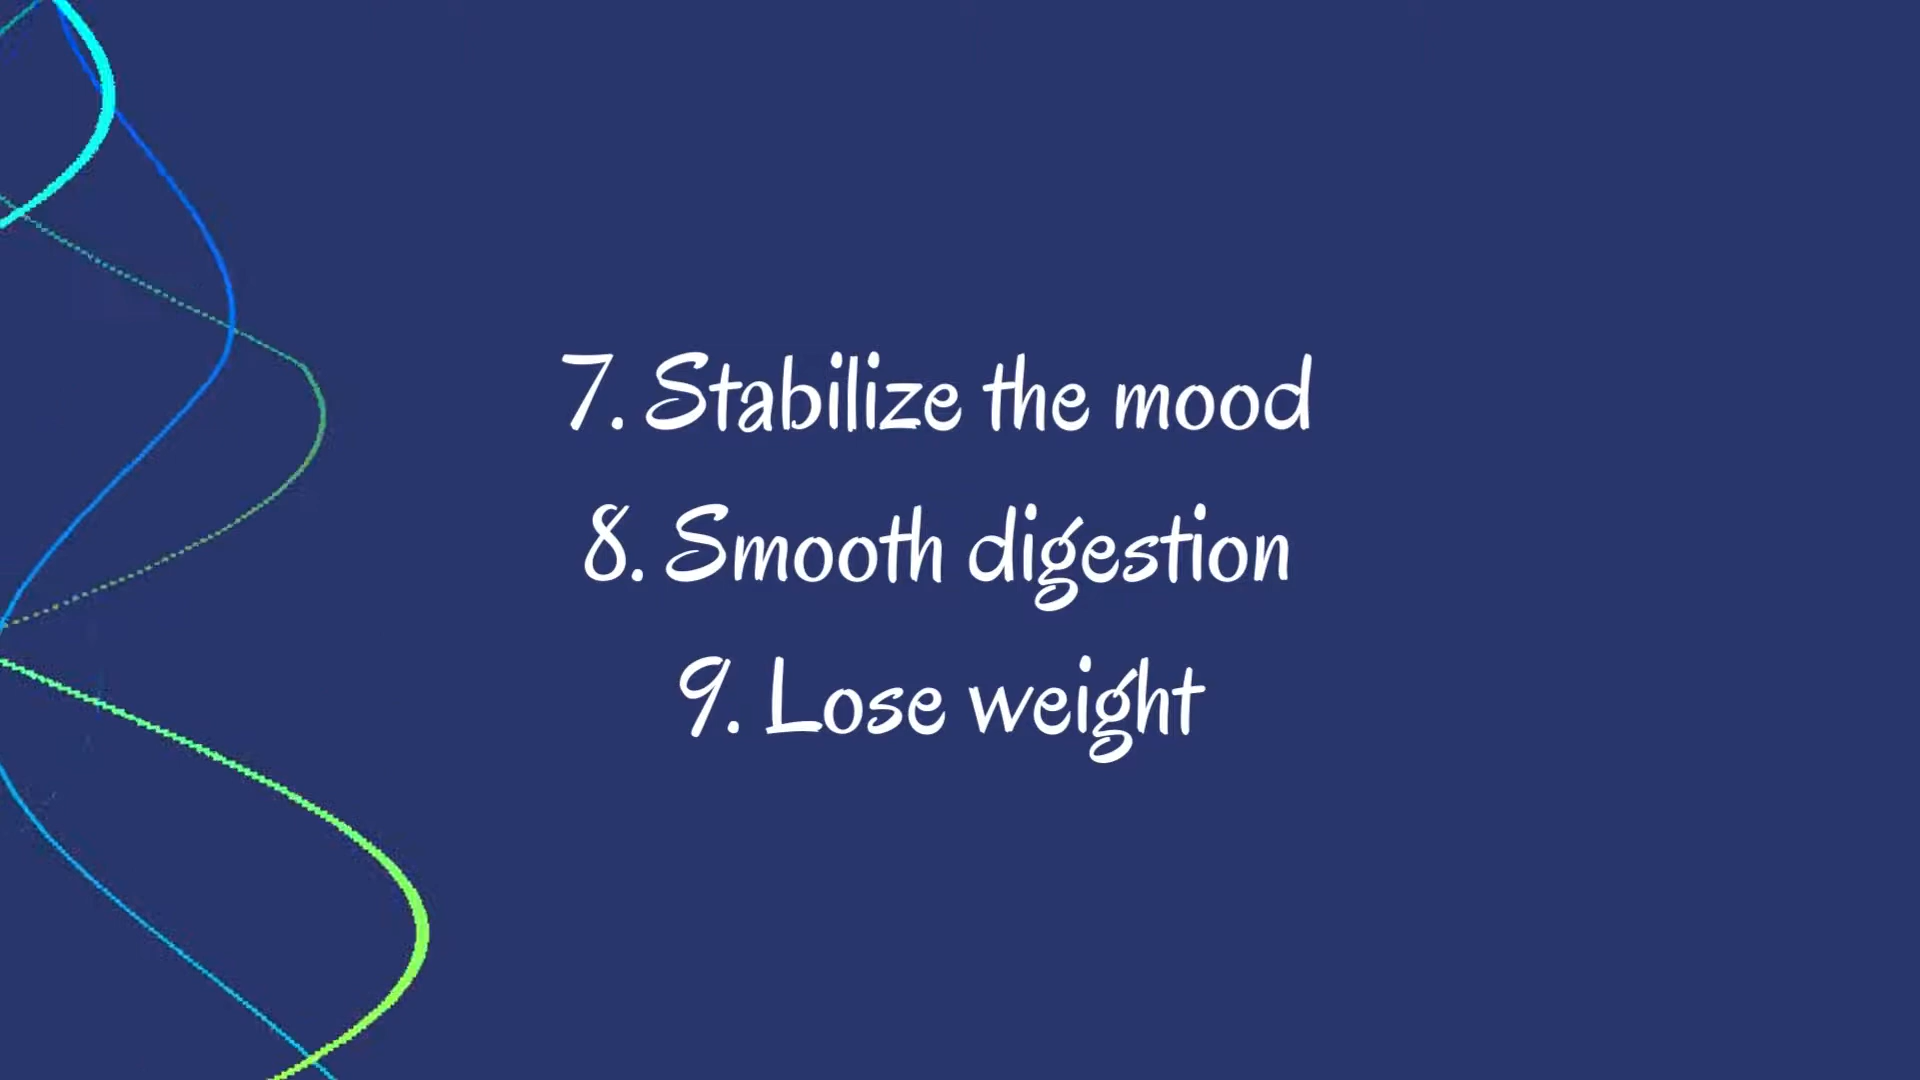 7. Stabilize the mood
8. Smooth digestion
9. Lose weight